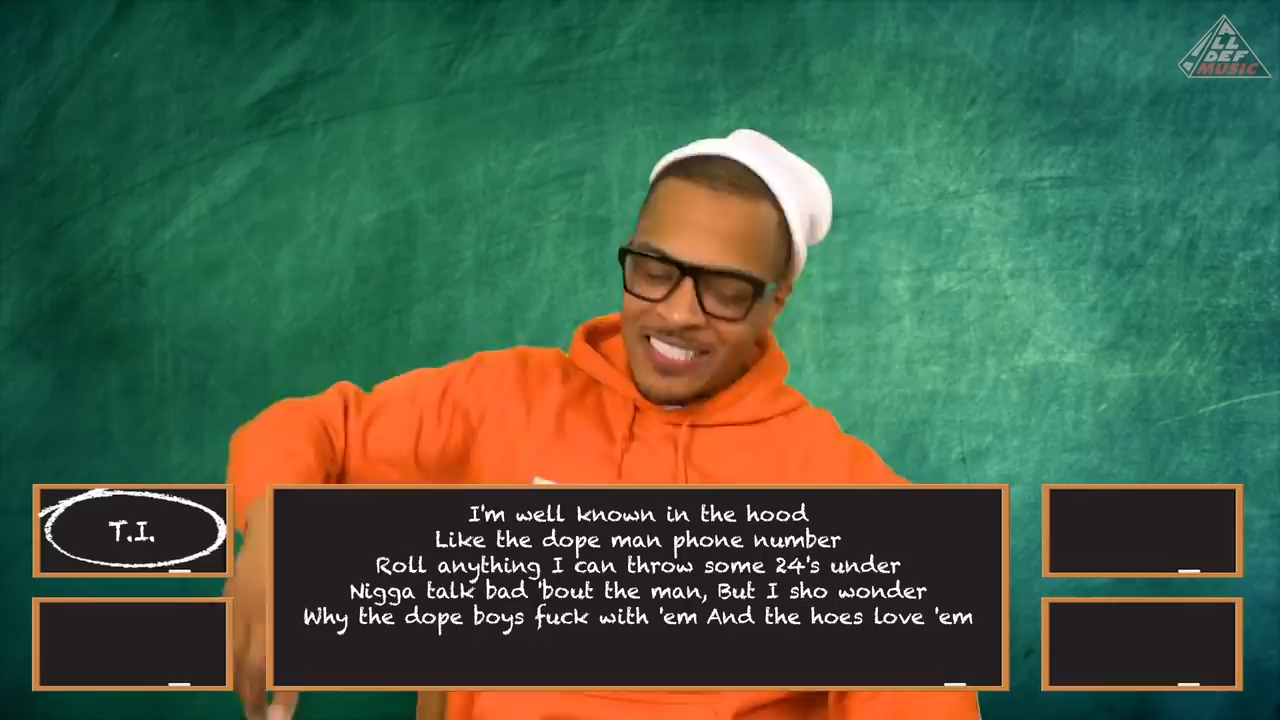 ALL
DEF
MUSIC
T.I.
I'm well known in the hood
Like the dope man phone number
Roll anything I can throw some 24's under
Nigga talk bad 'bout the man, But I sho wonder
Why the dope boys fuck with 'em And the hoes love 'em